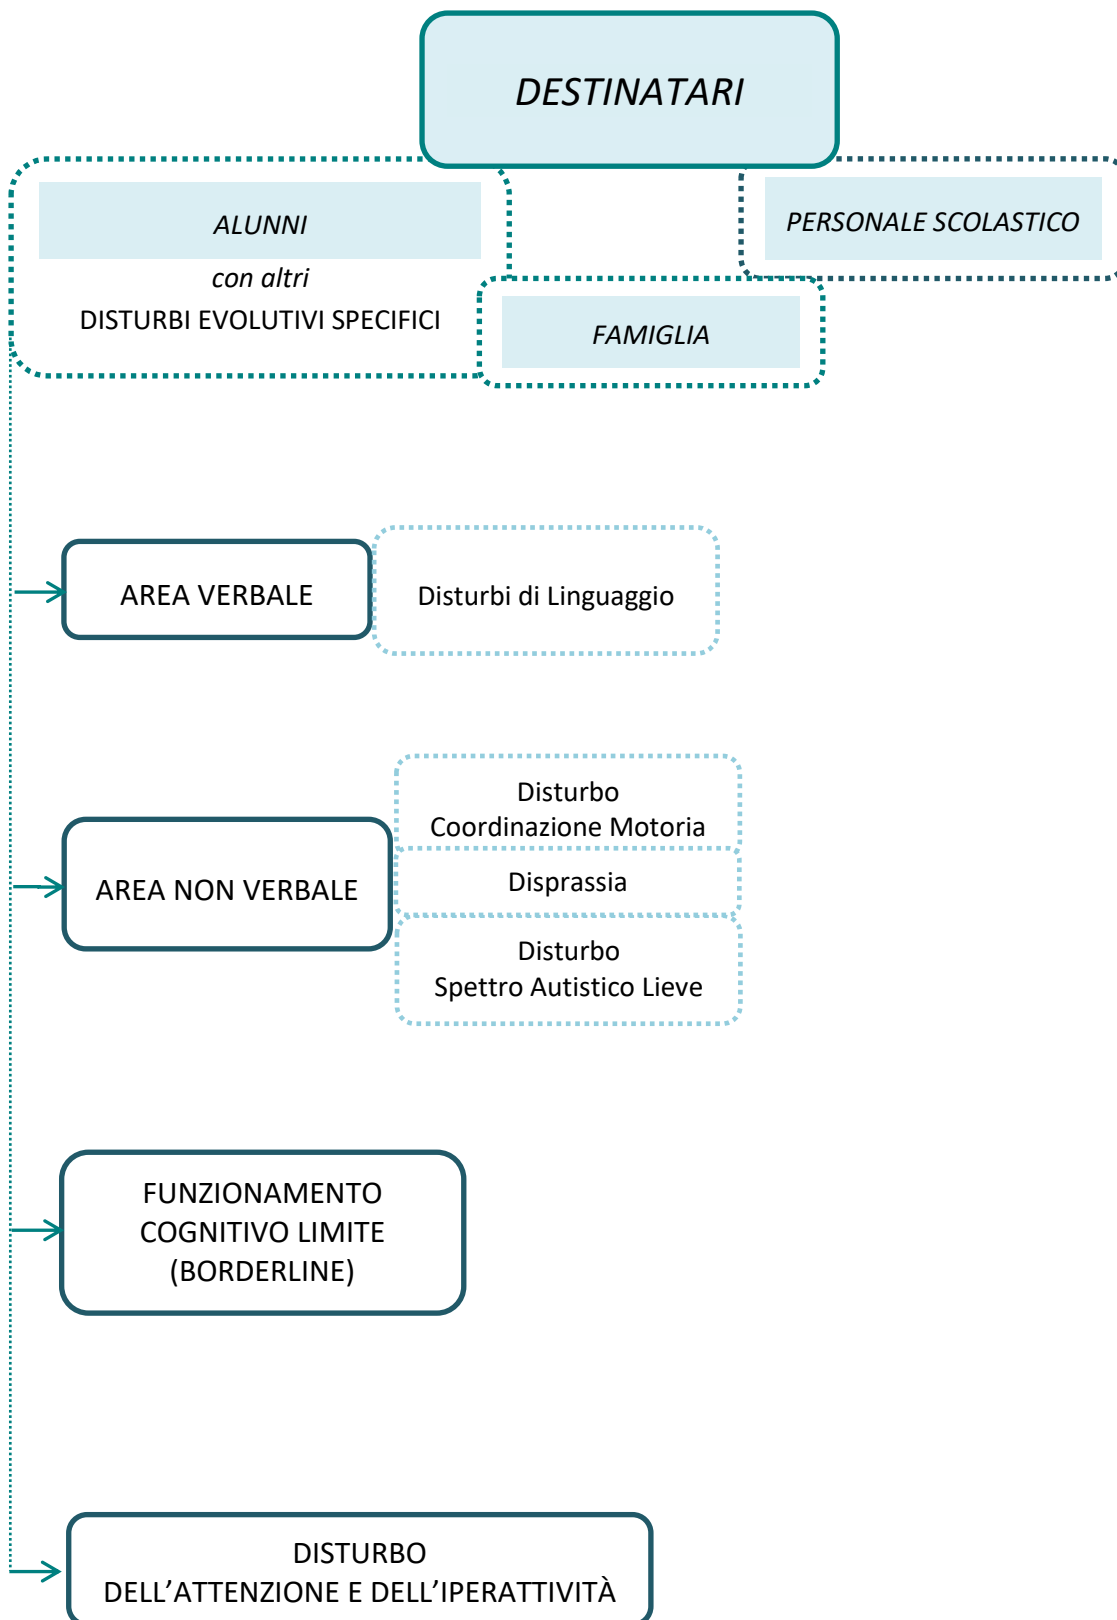 DESTINATARI
ALUNNI
con altri
DISTURBI EVOLUTIVI SPECIFICI
PERSONALE SCOLASTICO
FAMIGLIA
AREA VERBALE
Disturbi di Linguaggio
AREA NON VERBALE
Disturbo
Coordinazione Motoria
Disprassia
Disturbo
Spettro Autistico Lieve
FUNZIONAMENTO
COGNITIVO LIMITE
(BORDERLINE)
DISTURBO
DELL'ATTENZIONE E DELL'IPERATTIVITÀ